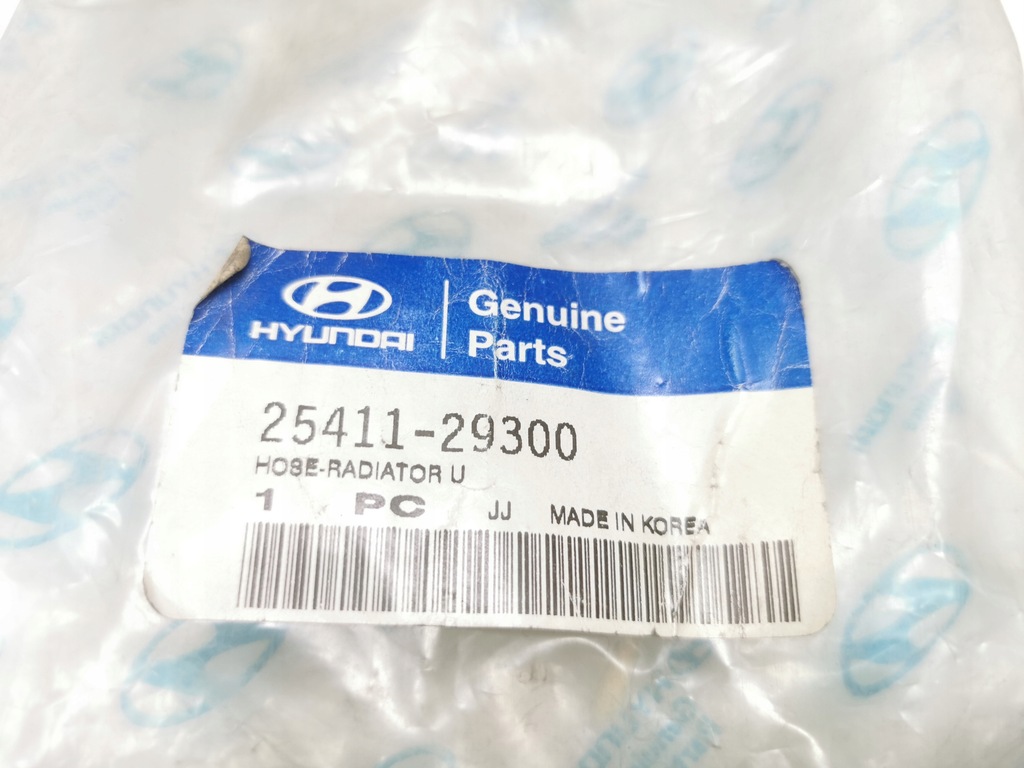 HYUNDAI
Genuine
Parts
25411-29300
HOSE-RADIATOR U
1 PC JJ MADE IN KOREA